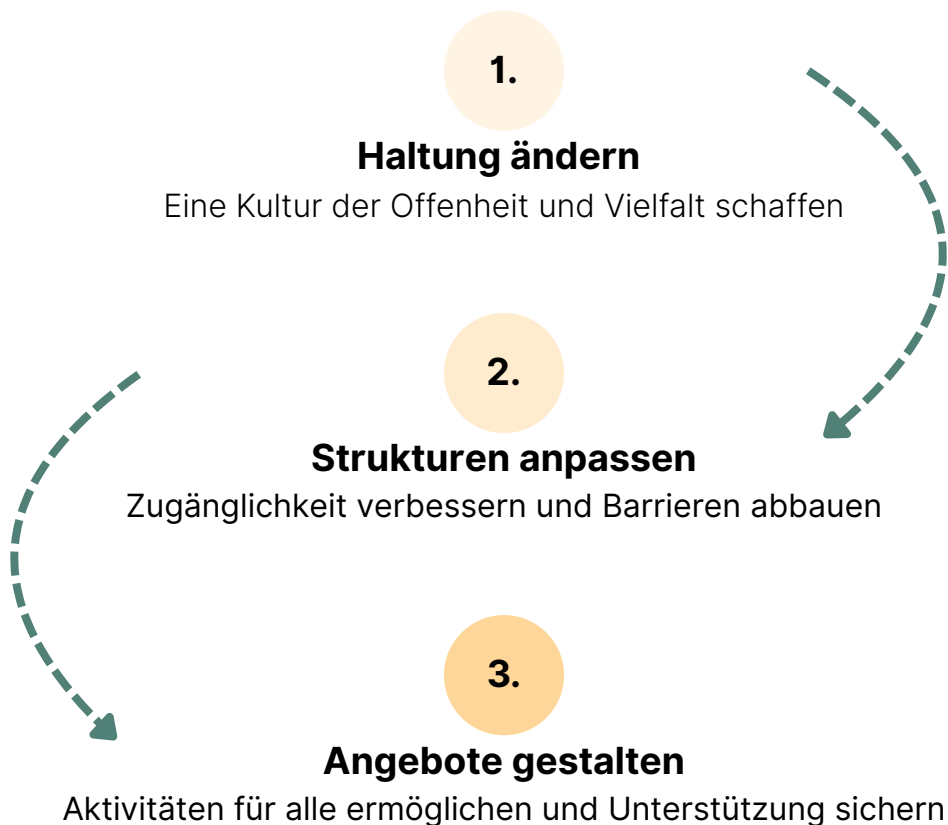 1.
Haltung ändern
Eine Kultur der Offenheit und Vielfalt schaffen
2.
Strukturen anpassen
Zugänglichkeit verbessern und Barrieren abbauen
3.
Angebote gestalten
Aktivitäten für alle ermöglichen und Unterstützung sichern